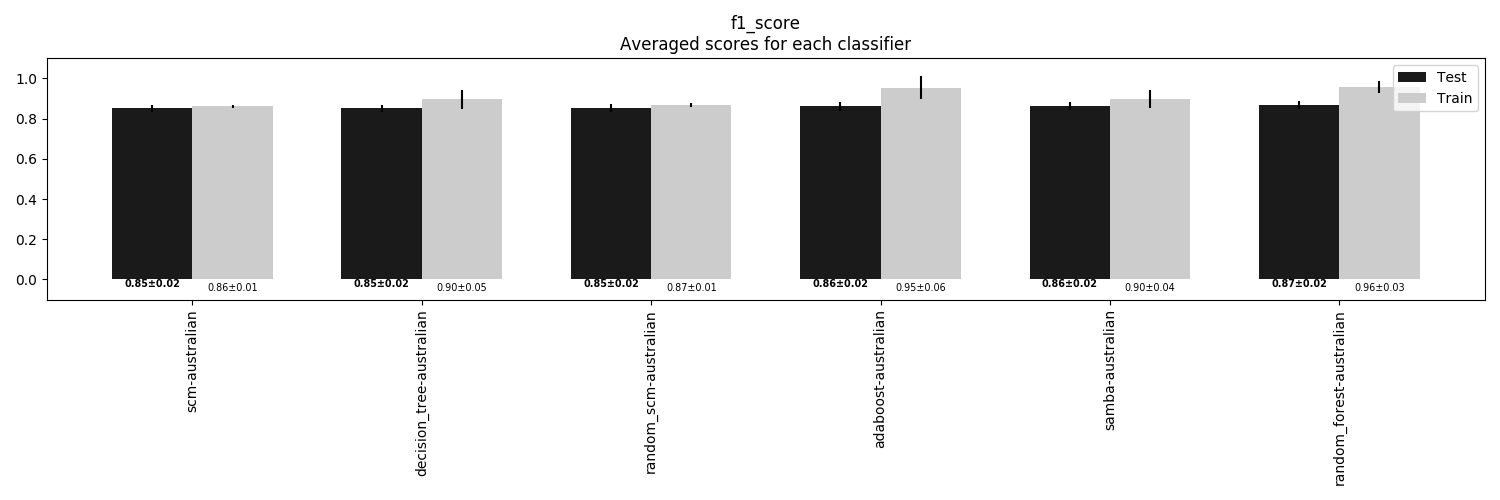 f1_score
Averaged scores for each classifier
Test
Train
1.0
0.8
0.6
0.4
0.2
0.0
0.85±0.02 0.86±0.01 0.85±0.02 0.90±0.05 0.85±0.02 0.87±0.01 0.86±0.02 0.95±0.06 0.86±0.02 0.90±0.04 0.87±0.02 0.96±0.03
scm-australian
decision_tree-australian
random_scm-australian
adaboost-australian
samba-australian
random_forest-australian